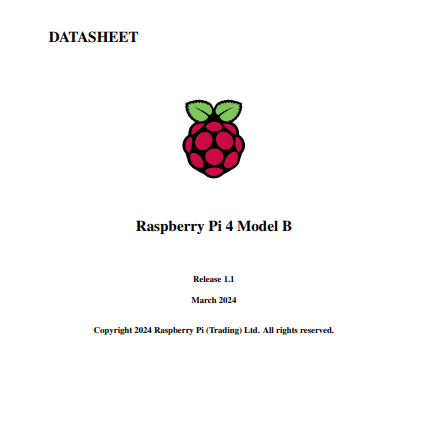 DATASHEET
Raspberry Pi 4 Model B
Release 1.1
March 2024
Copyright 2024 Raspberry Pi (Trading) Ltd. All rights reserved.